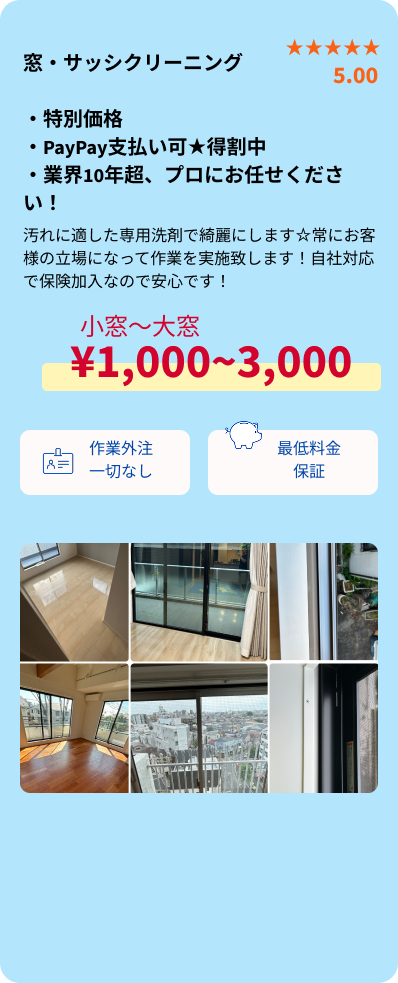 窓・サッシクリーニング
★★★★★
5.00
・特別価格
・PayPay支払い可★得割中
・業界10年超、プロにお任せくださ
い！
汚れに適した専用洗剤で綺麗にします☆常にお客
様の立場になって作業を実施致します！自社対応
で保険加入なので安心です！
小窓〜大窓
¥1,000~3,000
作業外注
一切なし
最低料金
保証